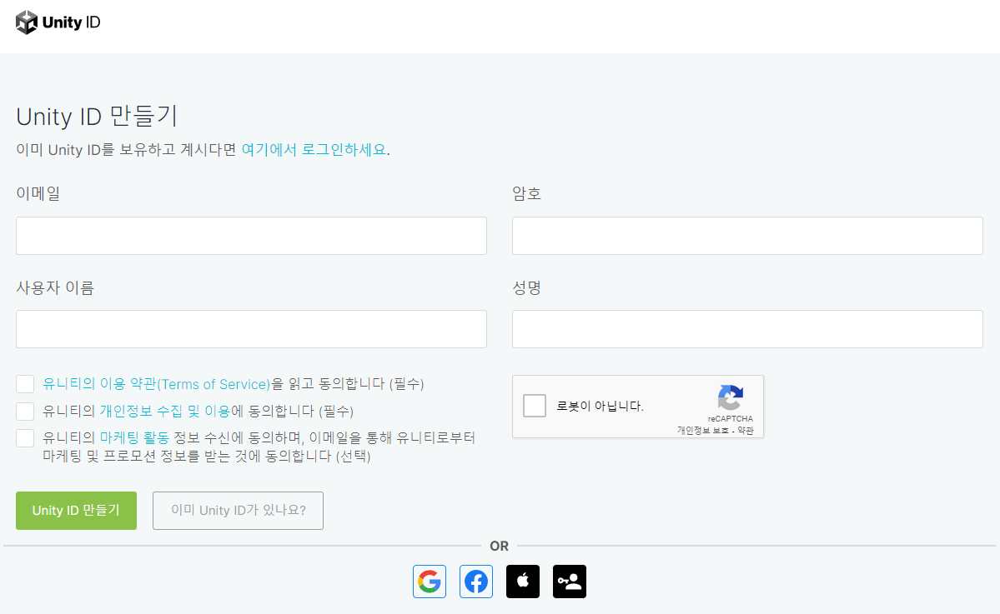 Unity ID
Unity ID 만들기
이미 Unity ID를 보유하고 계시다면 여기에서 로그인하세요.
이메일
암호
사용자 이름
성명
유니티의 이용 약관(Terms of Service)을 읽고 동의합니다 (필수)
유니티의 개인정보 수집 및 이용에 동의합니다 (필수)
유니티의 마케팅 활동 정보 수신에 동의하며, 이메일을 통해 유니티로부터
마케팅 및 프로모션 정보를 받는 것에 동의합니다 (선택)
로봇이 아닙니다.
reCAPTCHA
개인정보 보호 - 약관
Unity ID 만들기
이미 Unity ID가 있나요?
OR